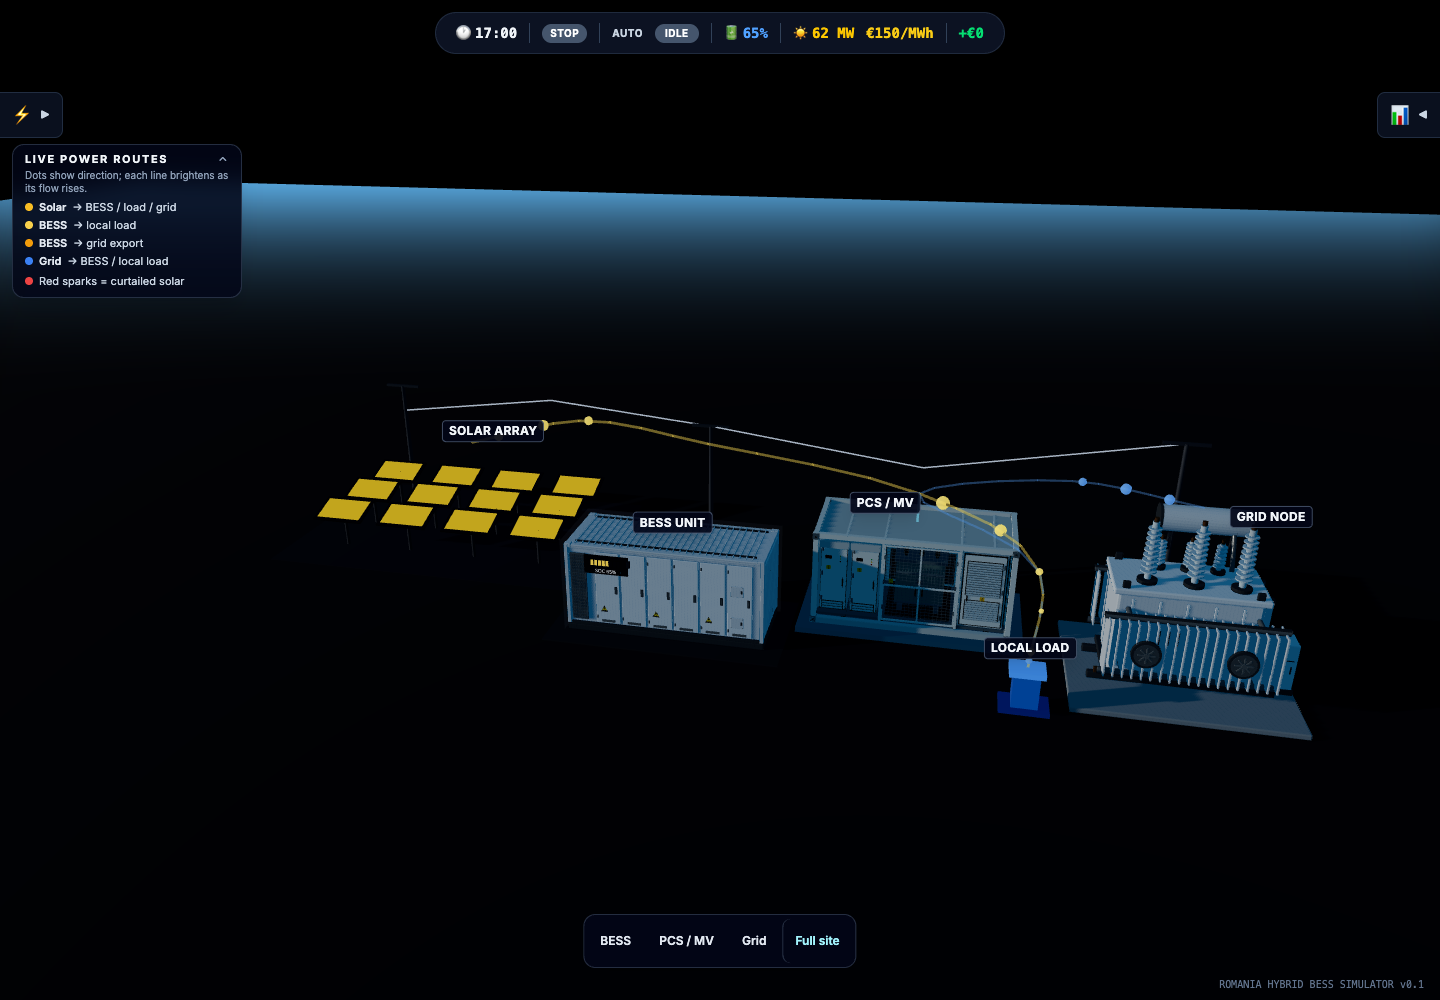 17:00 STOP AUTO IDLE 65% 62 MW €150/MWh +€0
LIVE POWER ROUTES
Dots show direction; each line brightens as
its flow rises.
Solar → BESS / load / grid
BESS → local load
BESS → grid export
Grid → BESS / local load
Red sparks = curtailed solar
SOLAR ARRAY
BESS UNIT
PCS / MV
GRID NODE
SOC 65%
LOCAL LOAD
BESS PCS / MV Grid Full site
ROMANIA HYBRID BESS SIMULATOR v0.1